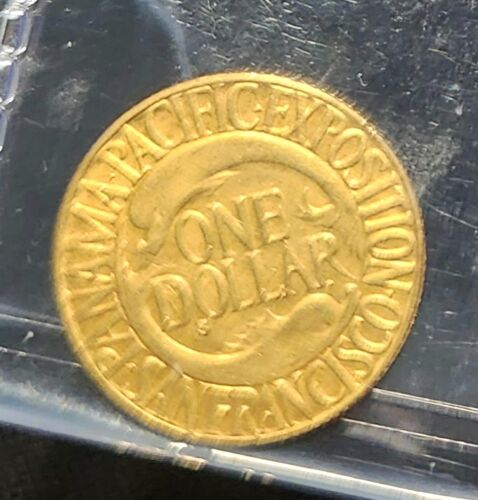 PANAMA·PACIFIC·EXPOSITION
SAN FRANCISCO
ONE
DOLLAR
S